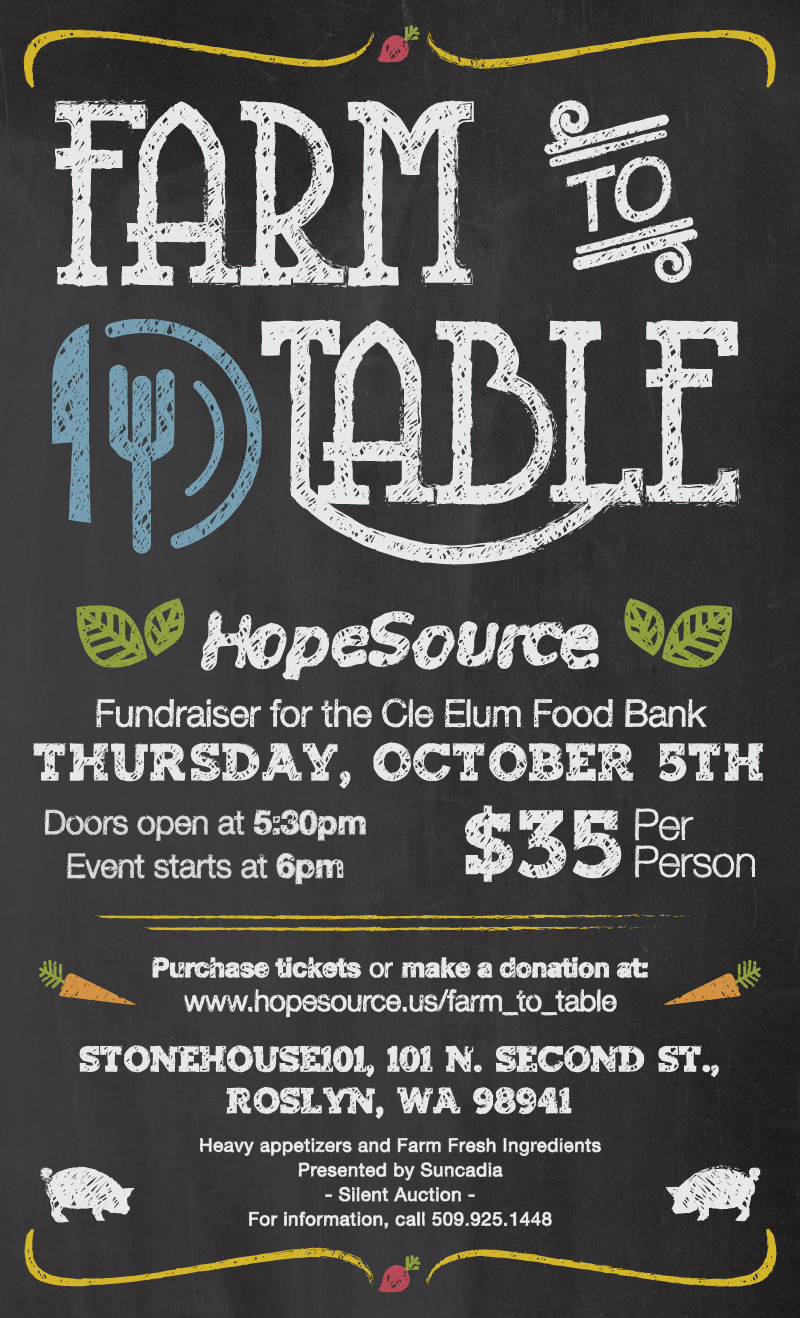 FARM TO
TABLE
HopeSource
Fundraiser for the Cle Elum Food Bank
THURSDAY, OCTOBER 5TH
Doors open at 5:30pm
Event starts at 6pm
$35 Per Person
Purchase tickets or make a donation at:
www.hopesource.us/farm_to_table
STONEHOUSE101, 101 N. SECOND ST.,
ROSLYN, WA 98941
Heavy appetizers and Farm Fresh Ingredients
Presented by Suncadia
- Silent Auction -
For information, call 509.925.1448